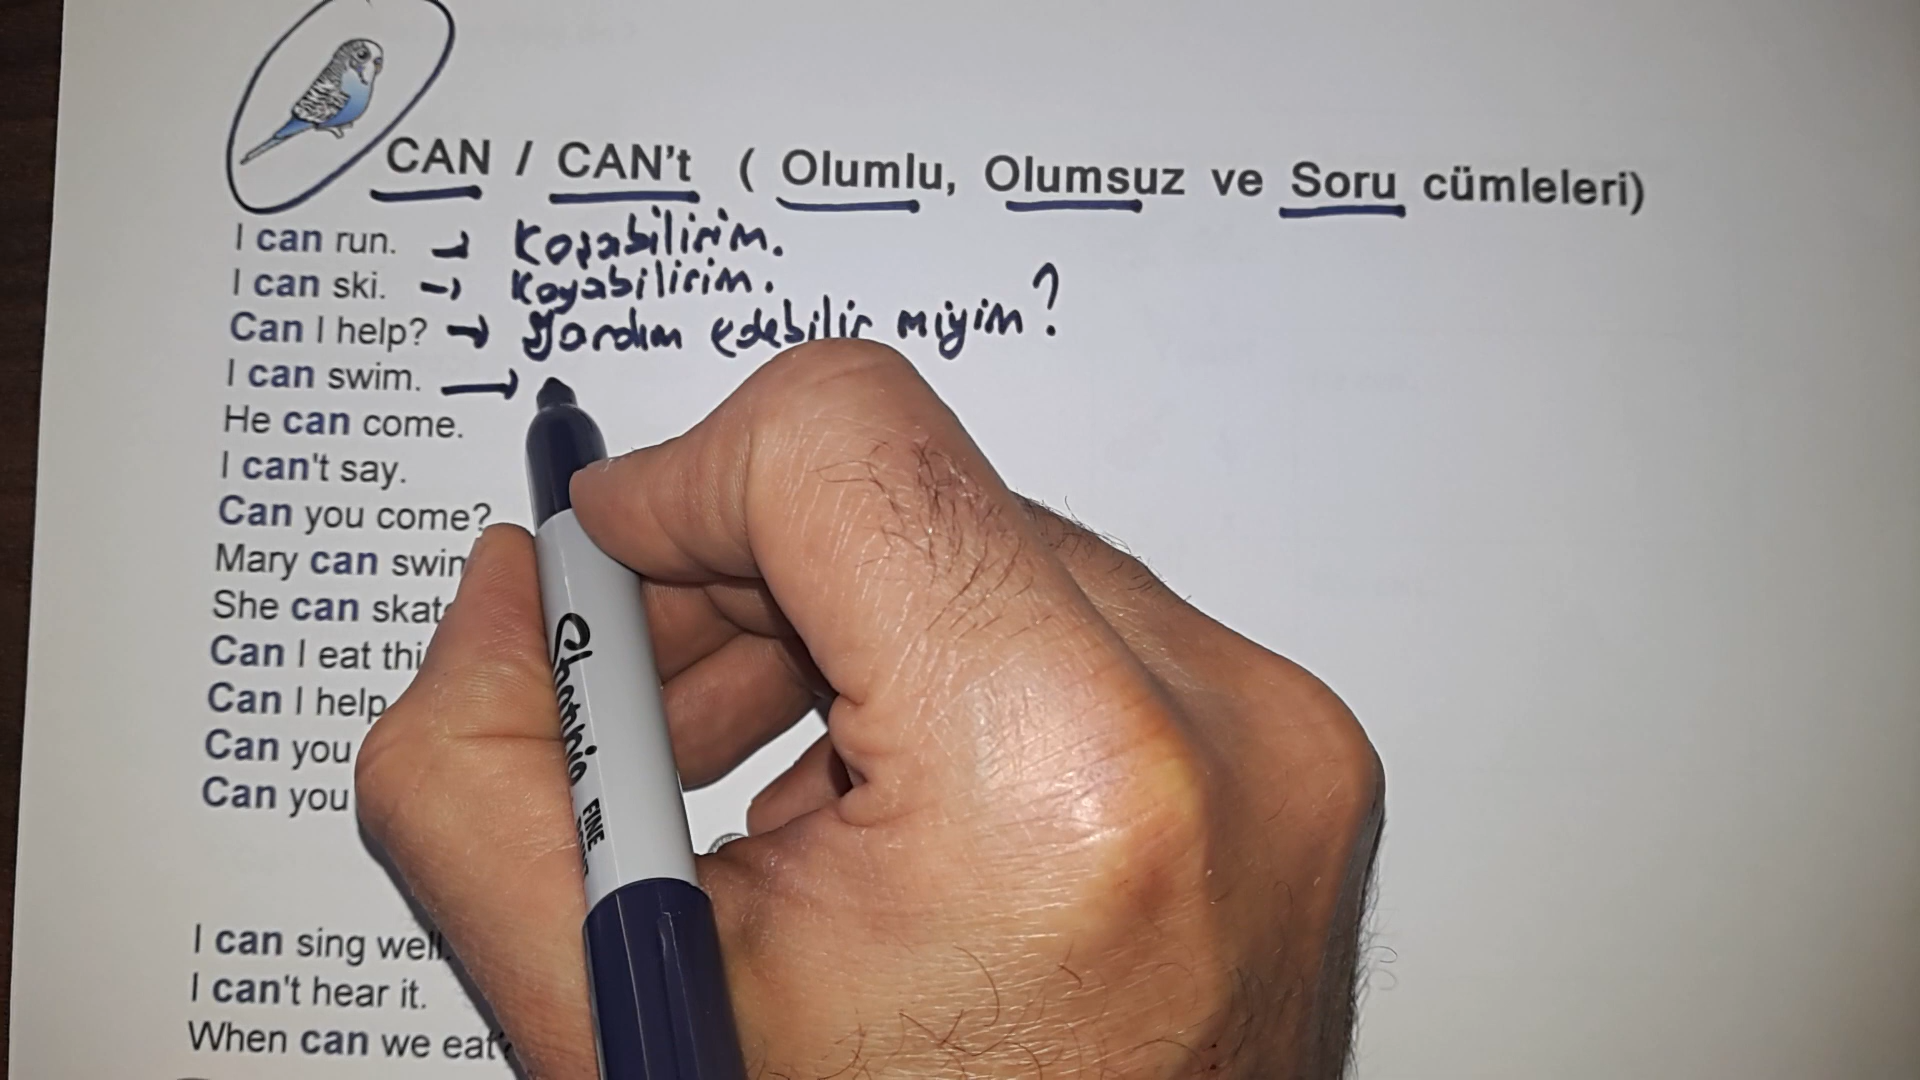 CAN / CAN't ( Olumlu, Olumsuz ve Soru cümleleri)
I can run. → Koşabilirim.
I can ski. → Kayabilirim.
Can I help? → Yardım edebilir miyim?
I can swim. →
He can come.
I can't say.
Can you come?
Mary can
She can
Can I eat
Can I help
Can you
Can you
Sharpie FINE
I can sing well.
I can't hear it.
When can we eat?